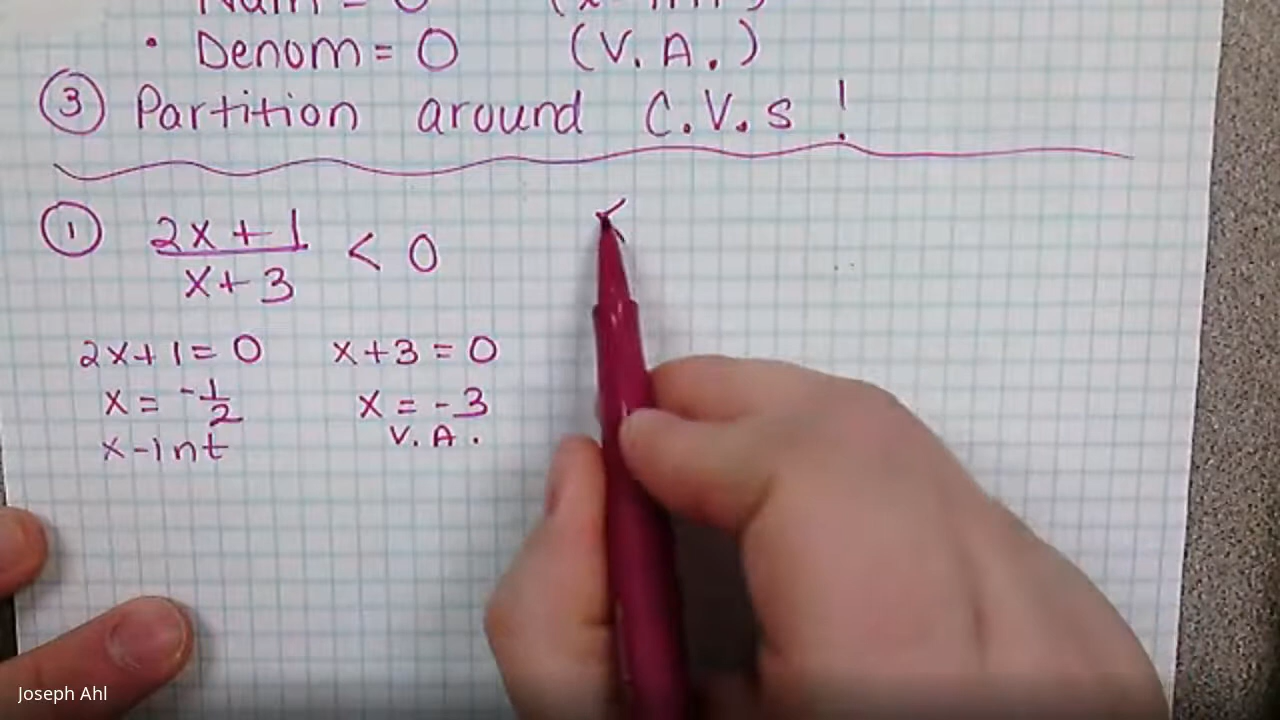 • Denom = 0 (V.A.)
③ Partition around C.V.s !
① 2x + 1 / x + 3 < 0
2x + 1 = 0
x = -1/2
x-int
x + 3 = 0
x = -3
V.A.
Joseph Ahl